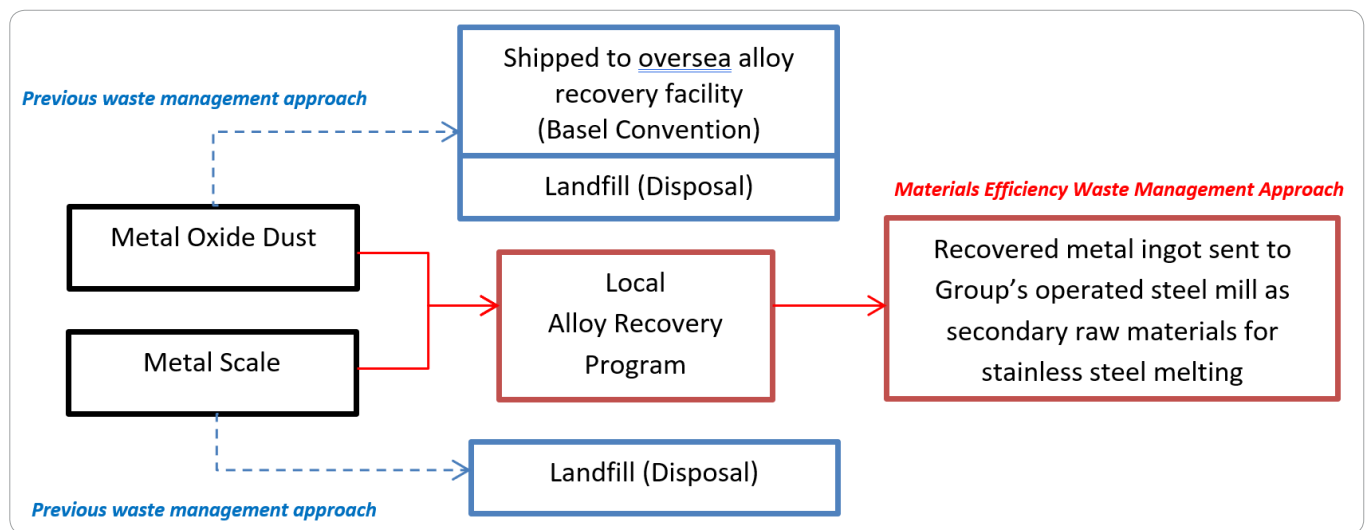 Previous waste management approach
Shipped to oversea alloy
recovery facility
(Basel Convention)
Landfill (Disposal)
Materials Efficiency Waste Management Approach
Metal Oxide Dust
Metal Scale
Local
Alloy Recovery
Program
Recovered metal ingot sent to
Group’s operated steel mill as
secondary raw materials for
stainless steel melting
Landfill (Disposal)
Previous waste management approach